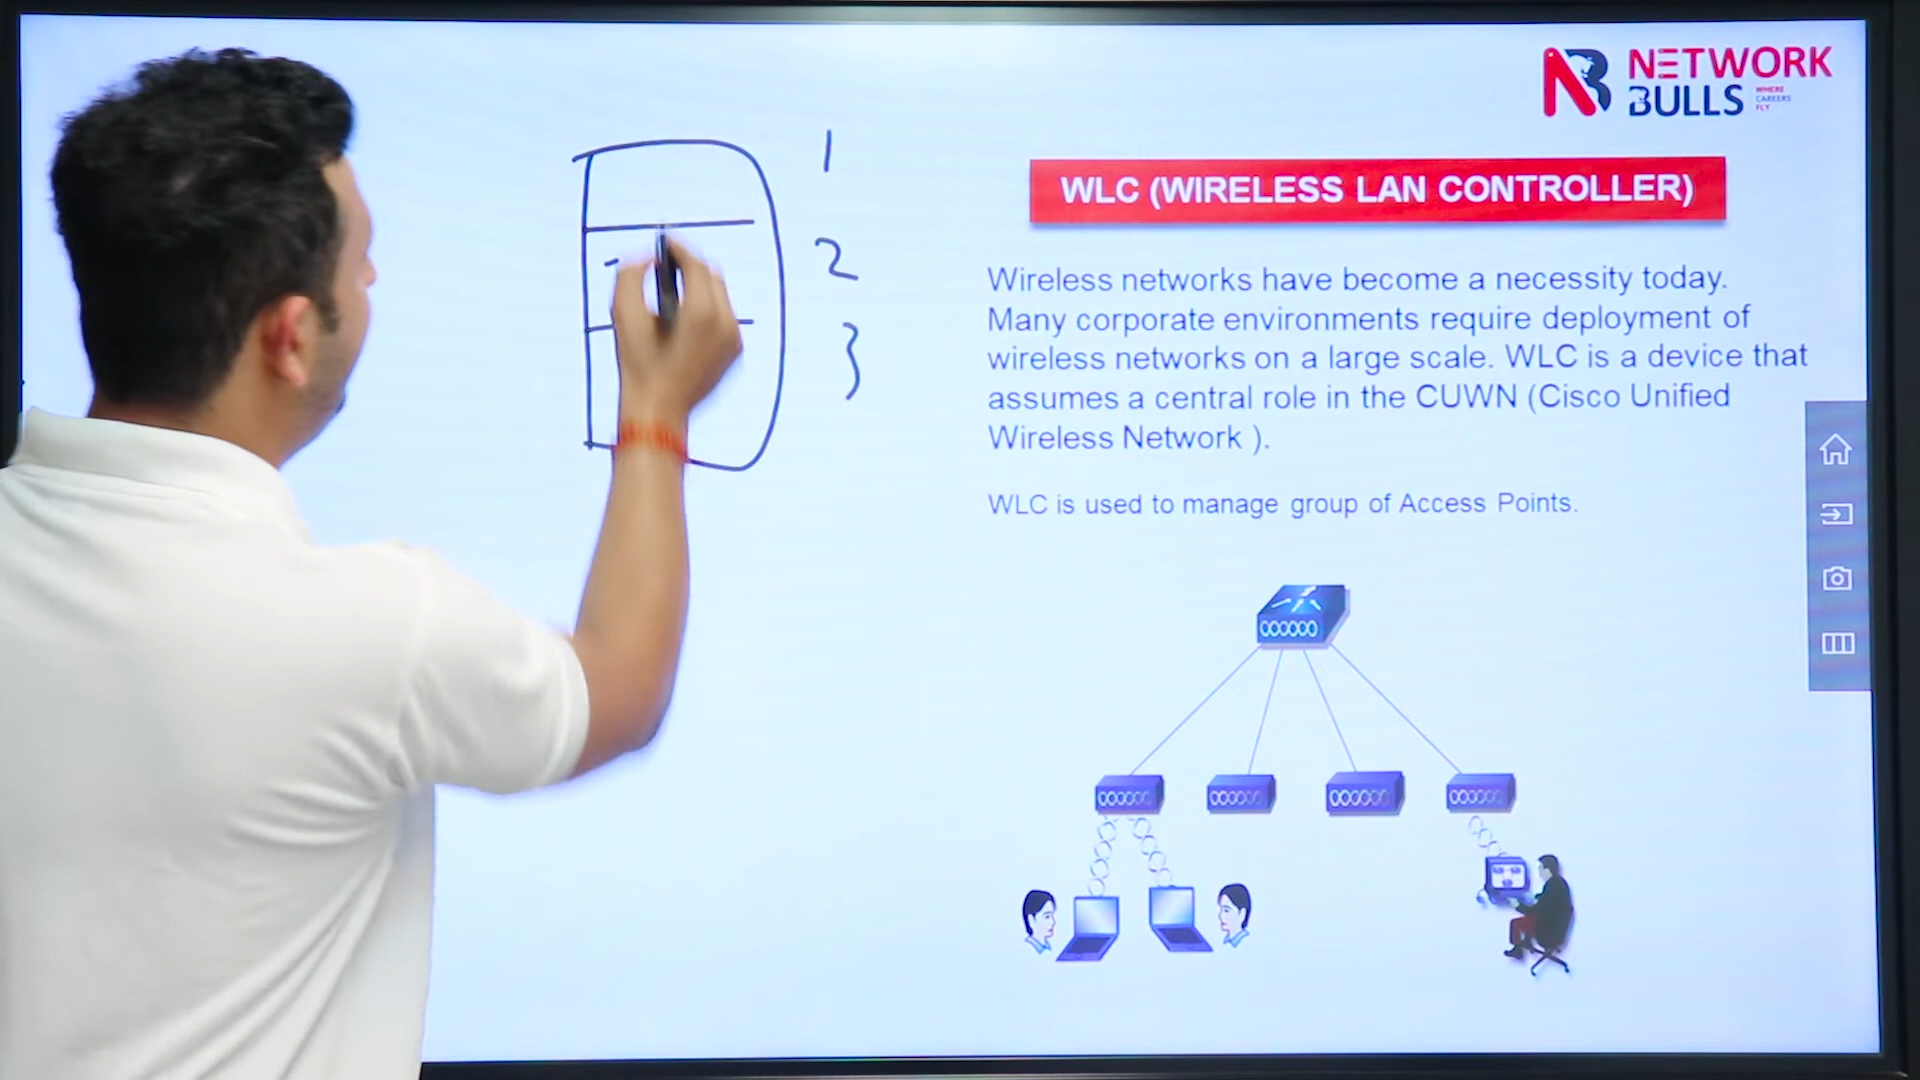 NETWORK
BULLS
WHERE
CAREERS
FLY
1
2
3
WLC (WIRELESS LAN CONTROLLER)
Wireless networks have become a necessity today.
Many corporate environments require deployment of
wireless networks on a large scale. WLC is a device that
assumes a central role in the CUWN (Cisco Unified
Wireless Network ).
WLC is used to manage group of Access Points.